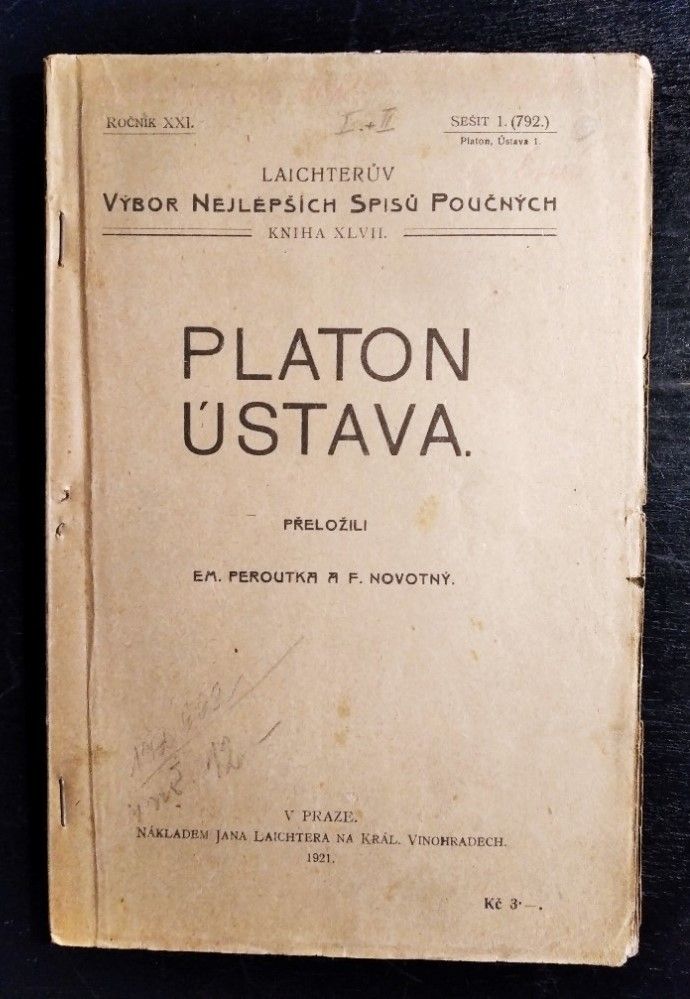 Ročník XXI.
I.+II
Sešit 1. (792.)
Platon, Ústava 1.
LAICHTERŮV
Výbor Nejlepších Spisů Poučných
KNIHA XLVII.
PLATON
ÚSTAVA.
PŘELOŽILI
EM. PEROUTKA A F. NOVOTNÝ.
12 –
V PRAZE.
Nákladem Jana Laichtera na Král. Vinohradech.
1921.
Kč 3·—.